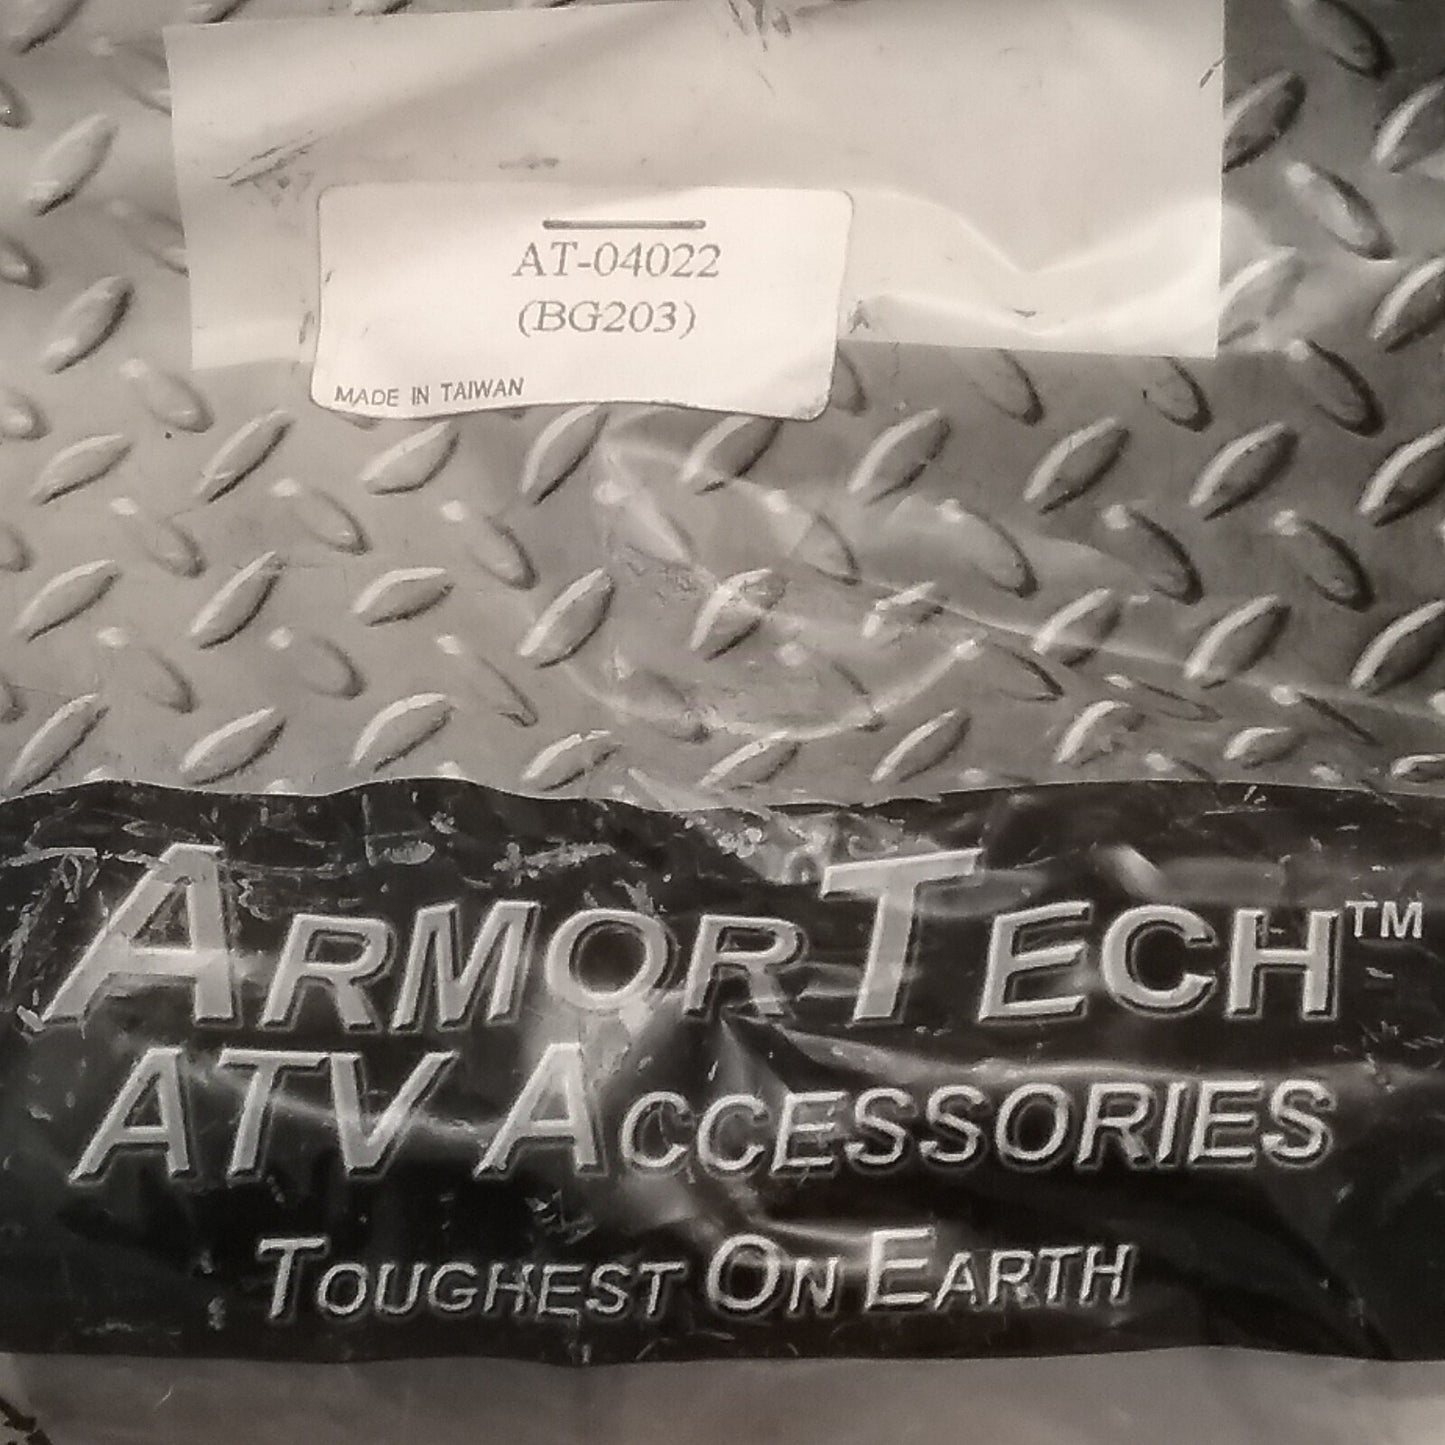 AT-04022
(BG203)
MADE IN TAIWAN
ARMORTECH™
ATV ACCESSORIES
TOUGHEST ON EARTH